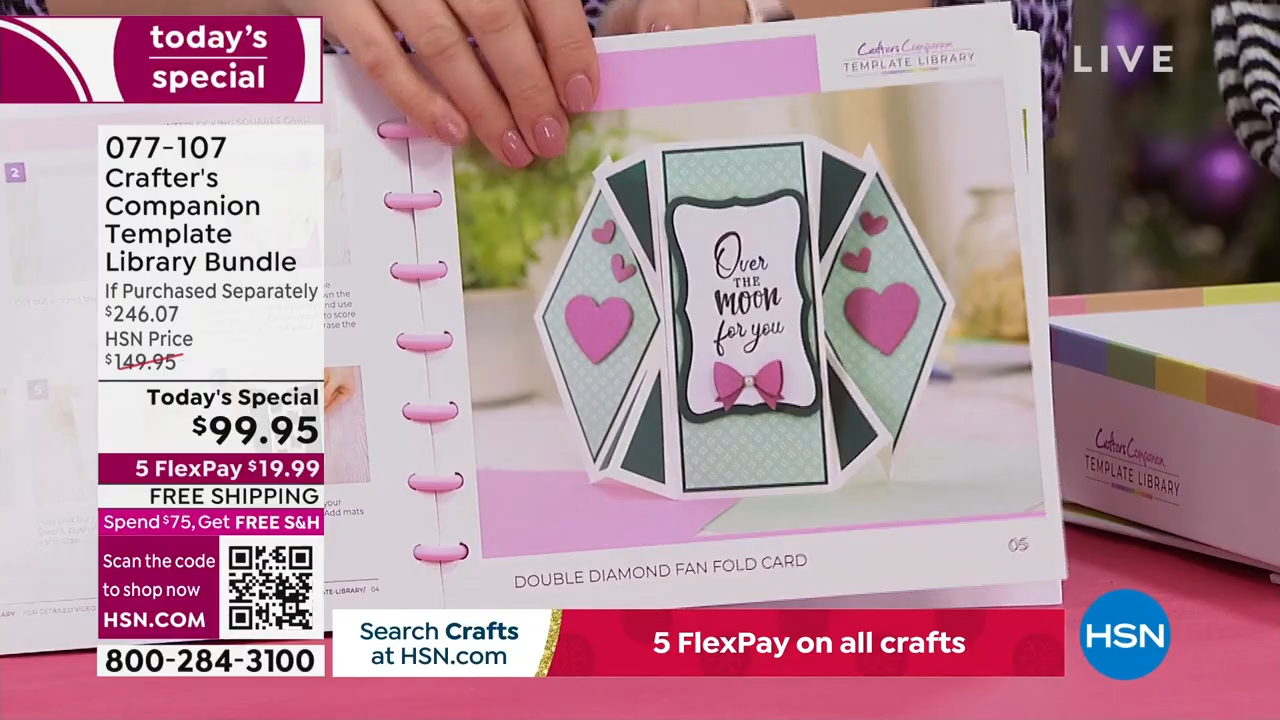 today's
special
077-107
Crafter's
Companion
Template
Library Bundle
If Purchased Separately
$246.07
HSN Price
$149.95
Today's Special
$99.95
5 FlexPay $19.99
FREE SHIPPING
Spend $75, Get FREE S&H
Scan the code
to shop now
HSN.COM
800-284-3100
LIVE
2
5
Crafter's Companion
TEMPLATE LIBRARY
Over
THE
moon
for you
05
DOUBLE DIAMOND FAN FOLD CARD
Crafter's Companion
TEMPLATE LIBRARY
Search Crafts
at HSN.com
5 FlexPay on all crafts
HSN